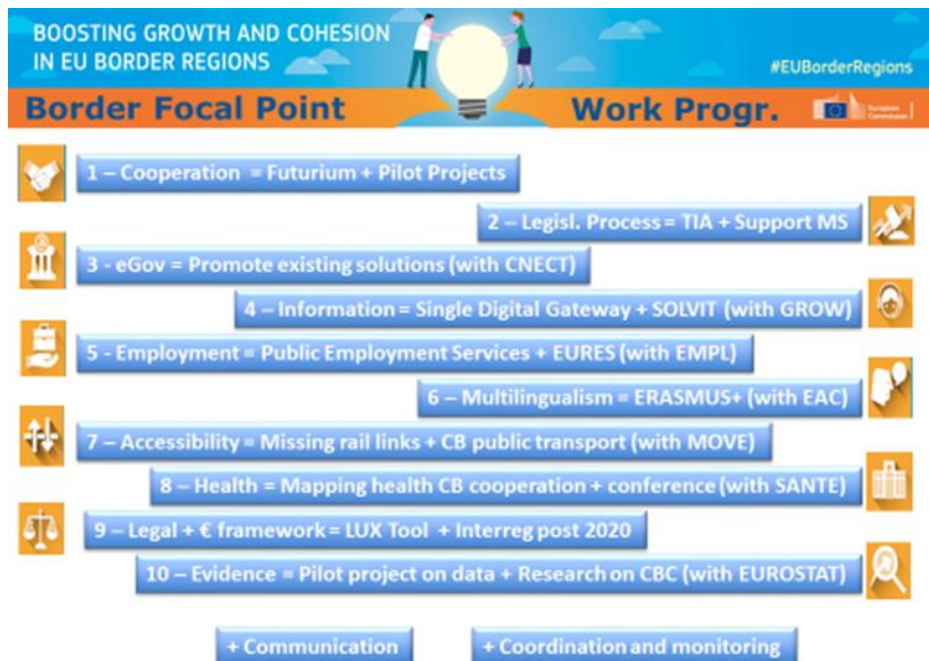 BOOSTING GROWTH AND COHESION
IN EU BORDER REGIONS
#EUBorderRegions
Border Focal Point
Work Progr.
European
Commission
1 – Cooperation = Futurium + Pilot Projects
2 – Legisl. Process = TIA + Support MS
3 - eGov = Promote existing solutions (with CNECT)
4 – Information = Single Digital Gateway + SOLVIT (with GROW)
5 - Employment = Public Employment Services + EURES (with EMPL)
6 – Multilingualism = ERASMUS+ (with EAC)
7 – Accessibility = Missing rail links + CB public transport (with MOVE)
8 – Health = Mapping health CB cooperation + conference (with SANTE)
9 – Legal + € framework = LUX Tool + Interreg post 2020
10 – Evidence = Pilot project on data + Research on CBC (with EUROSTAT)
+ Communication
+ Coordination and monitoring